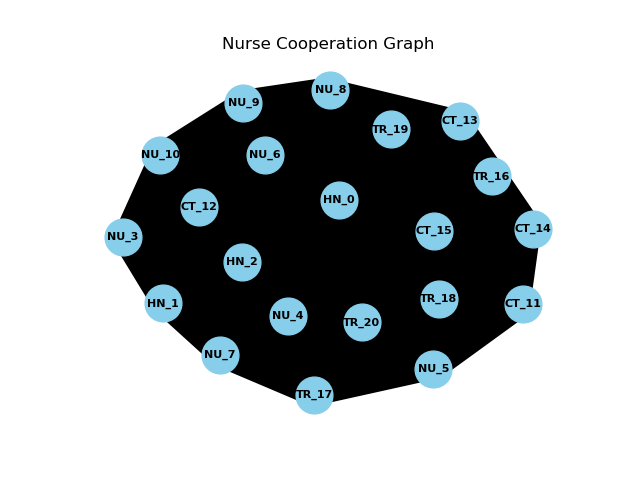 Nurse Cooperation Graph
NU_8
NU_9
CT_13
TR_19
NU_10
NU_6
TR_16
HN_0
CT_12
CT_14
CT_15
NU_3
HN_2
TR_18
HN_1
CT_11
NU_4
TR_20
NU_7
NU_5
TR_17